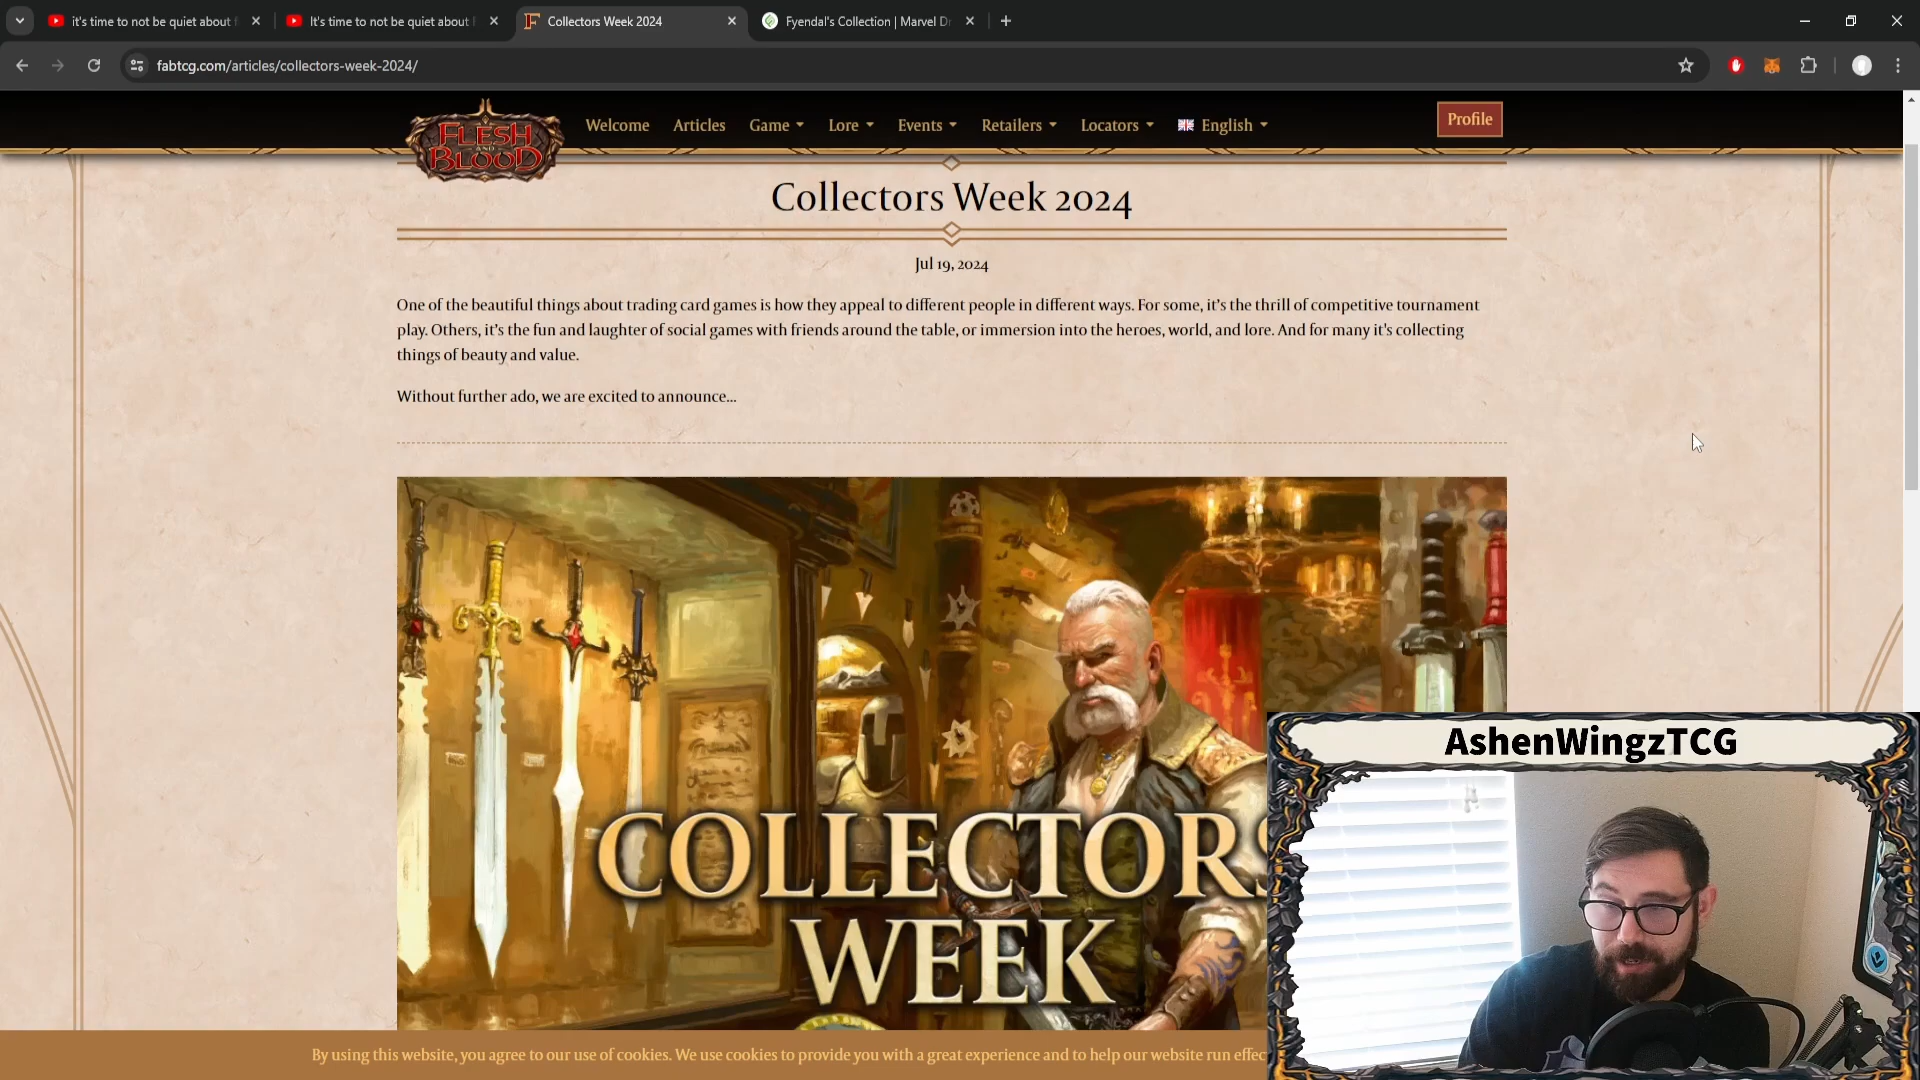 it's time to not be quiet about
It's time to not be quiet about
Collectors Week 2024
Fyendal's Collection | Marvel Dr
fabtcg.com/articles/collectors-week-2024/
FLESH
AND
BLOOD
Welcome
Articles
Game
Lore
Events
Retailers
Locators
English
Profile
Collectors Week 2024
Jul 19, 2024
One of the beautiful things about trading card games is how they appeal to different people in different ways. For some, it's the thrill of competitive tournament
play. Others, it's the fun and laughter of social games with friends around the table, or immersion into the heroes, world, and lore. And for many it's collecting
things of beauty and value.
Without further ado, we are excited to announce...
COLLECTORS
WEEK
AshenWingzTCG
By using this website, you agree to our use of cookies. We use cookies to provide you with a great experience and to help our website run effec